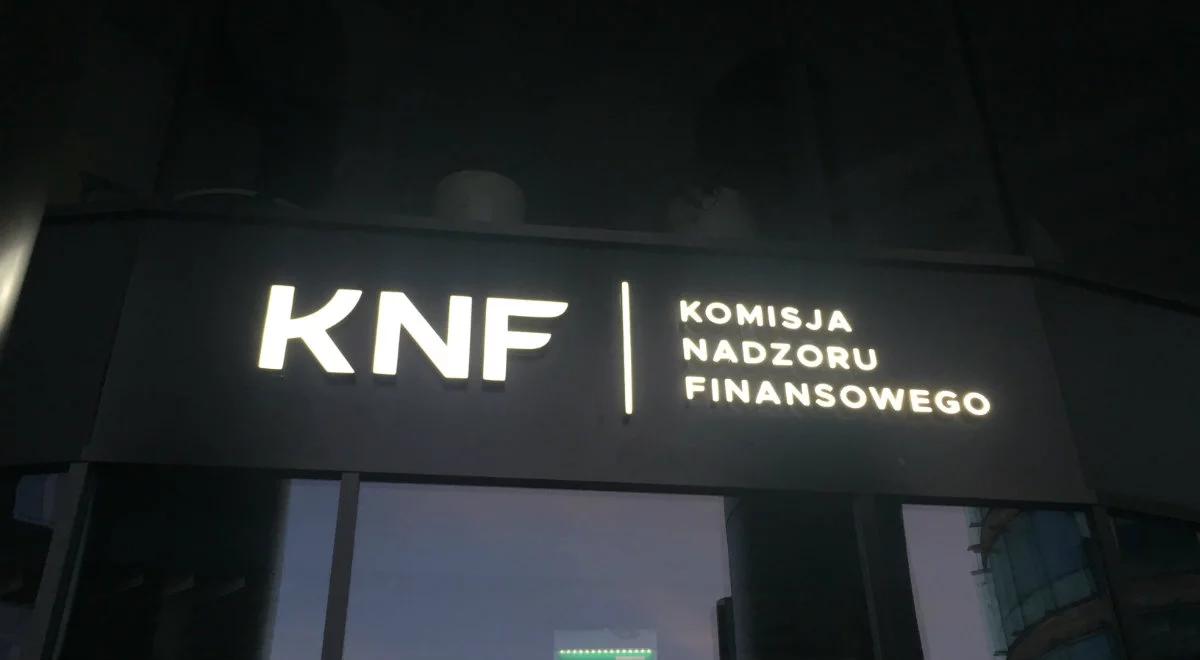 KNF
KOMISJA
NADZORU
FINANSOWEGO